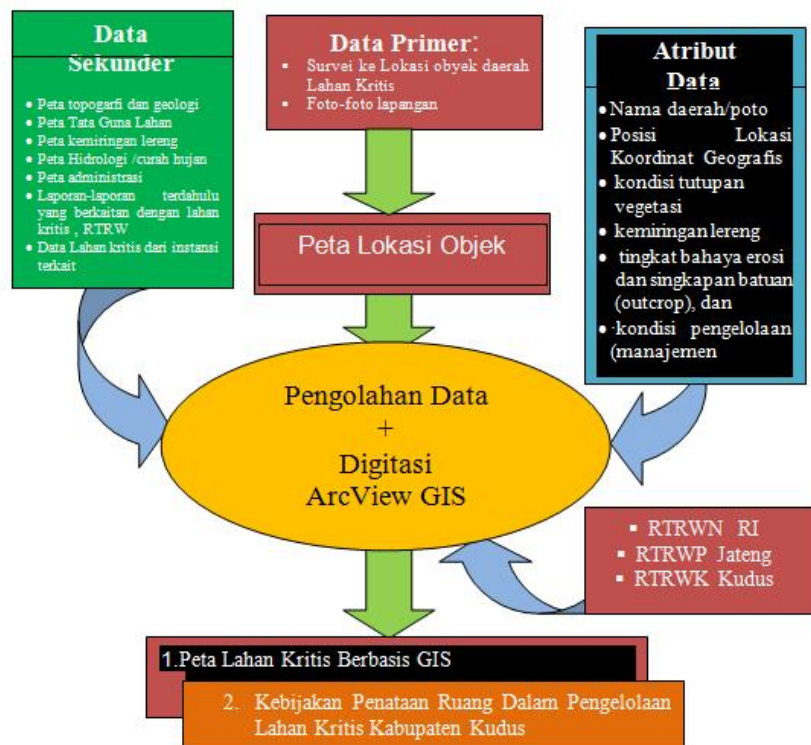 Data
Sekunder
● Peta topogarfi dan geologi
● Peta Tata Guna Lahan
● Peta kemiringan lereng
● Peta Hidrologi /curah hujan
● Peta administrasi
● Laporan-laporan terdahulu
yang berkaitan dengan lahan
kritis , RTRW
● Data Lahan kritis dari instansi
terkait
Data Primer:
▪ Survei ke Lokasi obyek daerah
Lahan Kritis
▪ Foto-foto lapangan
Atribut
Data
●Nama daerah/poto
●Posisi Lokasi
Koordinat Geografis
● kondisi tutupan
vegetasi
●kemiringan lereng
● tingkat bahaya erosi
dan singkapan batuan
(outcrop), dan
● ·kondisi pengelolaan
(manajemen
Peta Lokasi Objek
Pengolahan Data
+
Digitasi
ArcView GIS
▪ RTRWN RI
▪ RTRWP Jateng
▪ RTRWK Kudus
1.Peta Lahan Kritis Berbasis GIS
2. Kebijakan Penataan Ruang Dalam Pengelolaan
Lahan Kritis Kabupaten Kudus